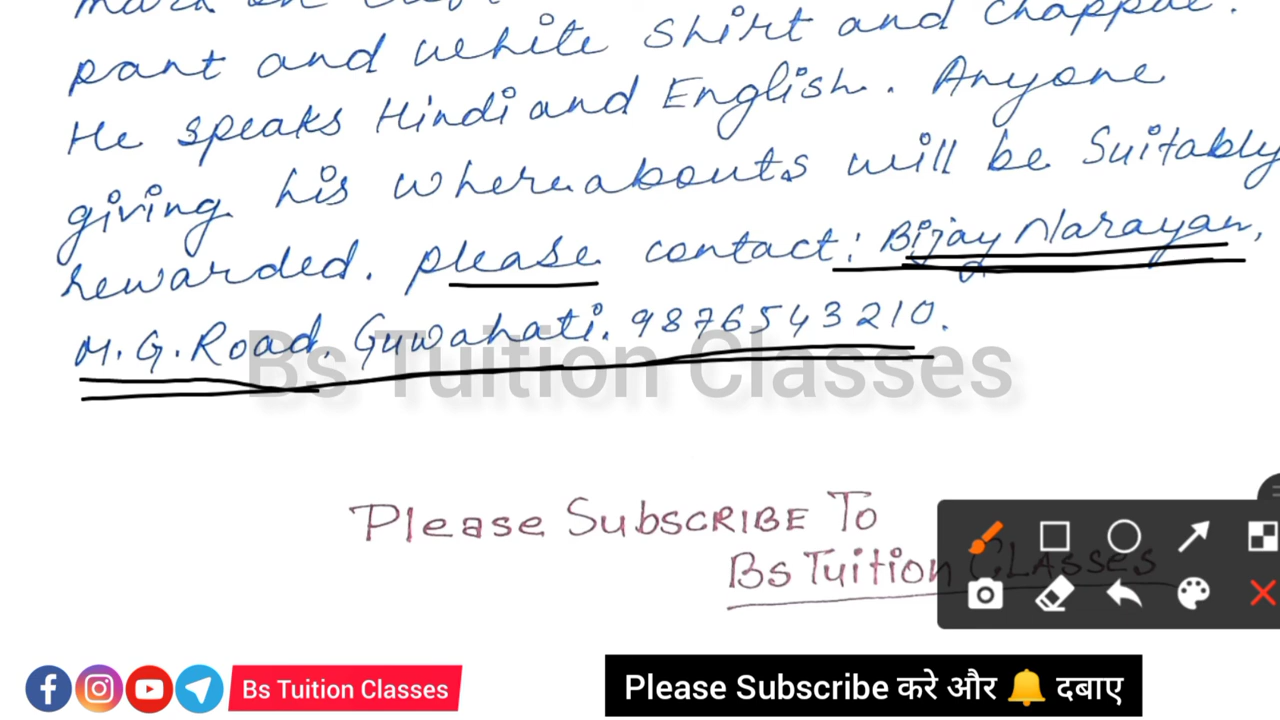 mark on
pant and white shirt and chappal.
He speaks Hindi and English. Anyone
giving his whereabouts will be Suitably
rewarded. please contact: Bijay Narayan,
M. G. Road, Guwahati. 9876543210.
Bs Tuition Classes
Please Subscribe To
Bs Tuition Classes
Bs Tuition Classes
Please Subscribe करे और 🔔 दबाए